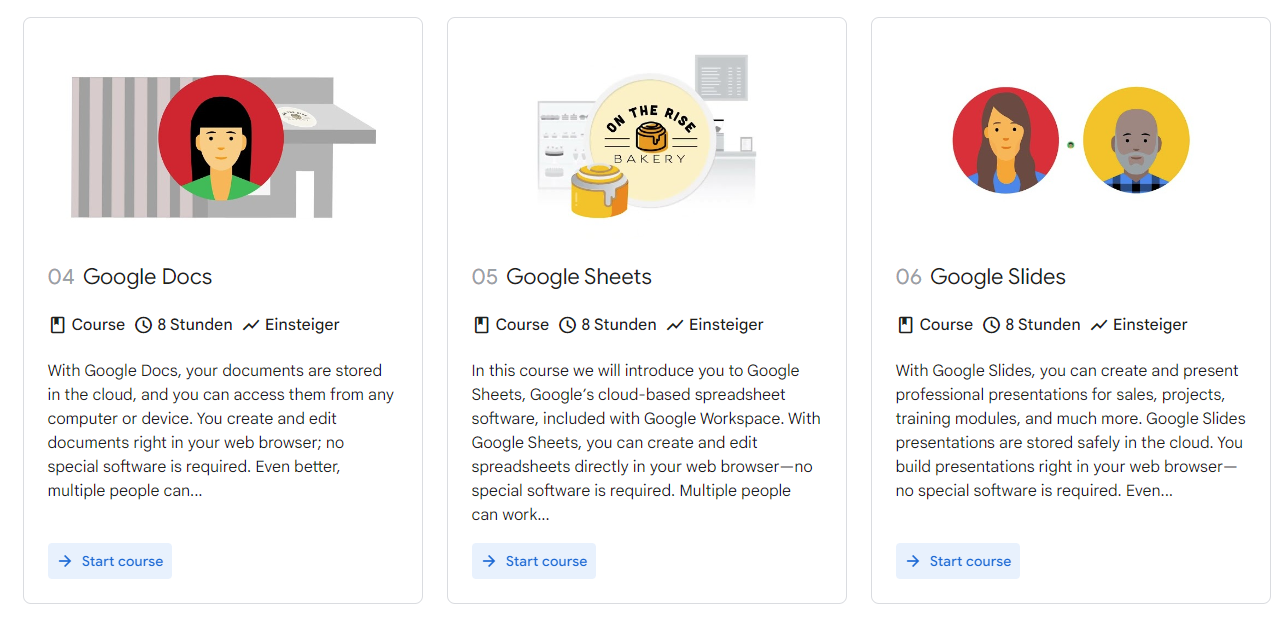 ON THE RISE
BAKERY
04 Google Docs
Course 8 Stunden Einsteiger
With Google Docs, your documents are stored
in the cloud, and you can access them from any
computer or device. You create and edit
documents right in your web browser; no
special software is required. Even better,
multiple people can...
Start course
05 Google Sheets
Course 8 Stunden Einsteiger
In this course we will introduce you to Google
Sheets, Google's cloud-based spreadsheet
software, included with Google Workspace. With
Google Sheets, you can create and edit
spreadsheets directly in your web browser—no
special software is required. Multiple people
can work...
Start course
06 Google Slides
Course 8 Stunden Einsteiger
With Google Slides, you can create and present
professional presentations for sales, projects,
training modules, and much more. Google Slides
presentations are stored safely in the cloud. You
build presentations right in your web browser—
no special software is required. Even...
Start course